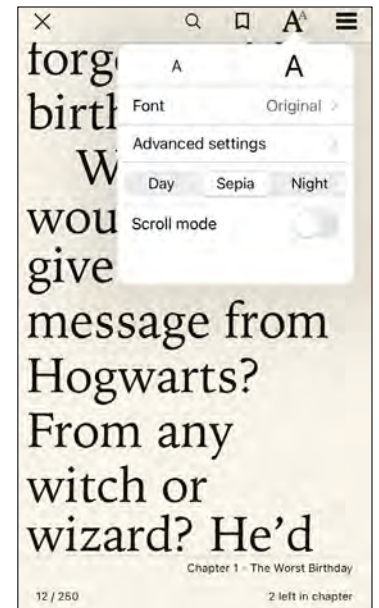 forg
A A
birth
Font Original >
Advanced settings >
W
Day Sepia Night
wou
Scroll mode
give
message from
Hogwarts?
From any
witch or
wizard? He'd
Chapter 1 - The Worst Birthday
12 / 250 2 left in chapter